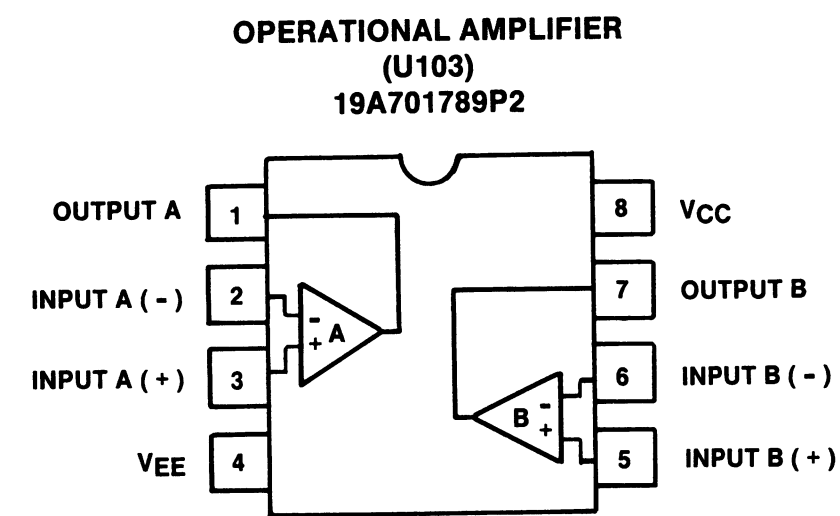 OPERATIONAL AMPLIFIER
(U103)
19A701789P2
OUTPUT A 1
INPUT A ( - ) 2
INPUT A ( + ) 3
VEE 4
- A
+
8 VCC
7 OUTPUT B
6 INPUT B ( - )
5 INPUT B ( + )
B -
+